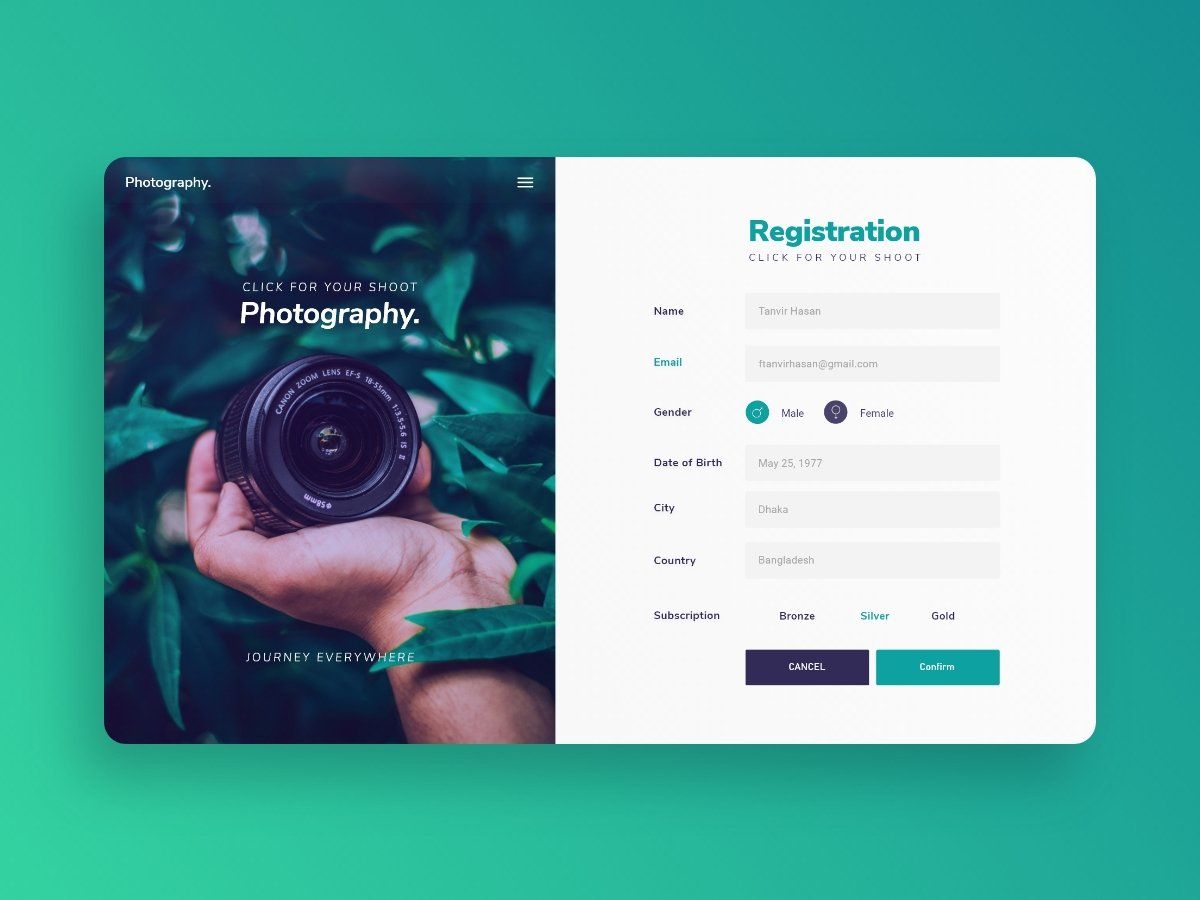 Photography.
CLICK FOR YOUR SHOOT
Photography.
CANON ZOOM LENS EF-S 18-55mm 1:3.5-5.6 IS II
Φ58mm
JOURNEY EVERYWHERE
Registration
CLICK FOR YOUR SHOOT
Name
Tanvir Hasan
Email
ftanvirhasan@gmail.com
Gender
Male
Female
Date of Birth
May 25, 1977
City
Dhaka
Country
Bangladesh
Subscription
Bronze
Silver
Gold
CANCEL
Confirm